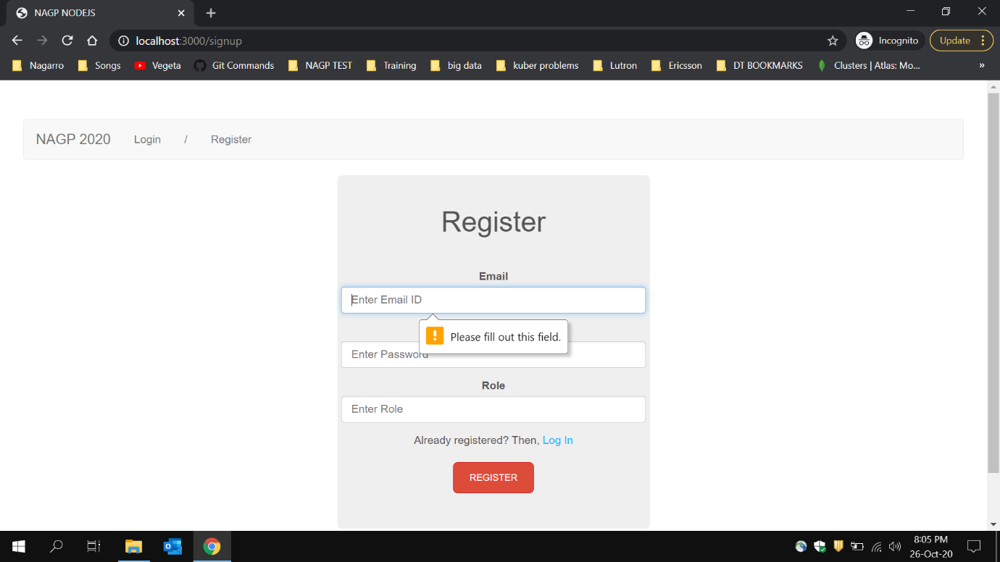 NAGP NODEJS
localhost:3000/signup
Incognito
Update
Nagarro
Songs
Vegeta
Git Commands
NAGP TEST
Training
big data
kuber problems
Lutron
Ericsson
DT BOOKMARKS
Clusters | Atlas: Mo...
»
NAGP 2020 Login / Register
Register
Email
Enter Email ID
Please fill out this field.
Enter Password
Role
Enter Role
Already registered? Then, Log In
REGISTER
8:05 PM
26-Oct-20